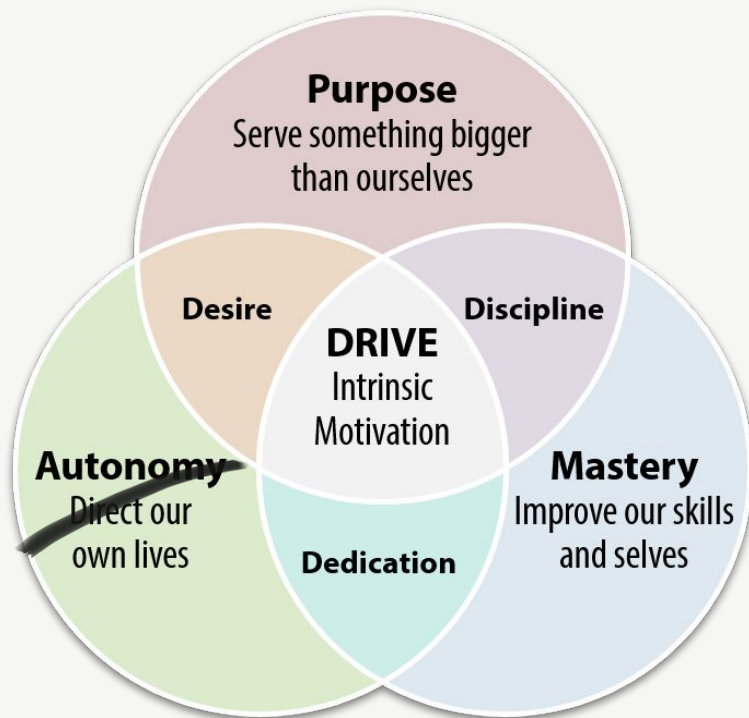 Purpose
Serve something bigger
than ourselves
Desire
Discipline
DRIVE
Intrinsic
Motivation
Autonomy
Direct our
own lives
Mastery
Improve our skills
and selves
Dedication